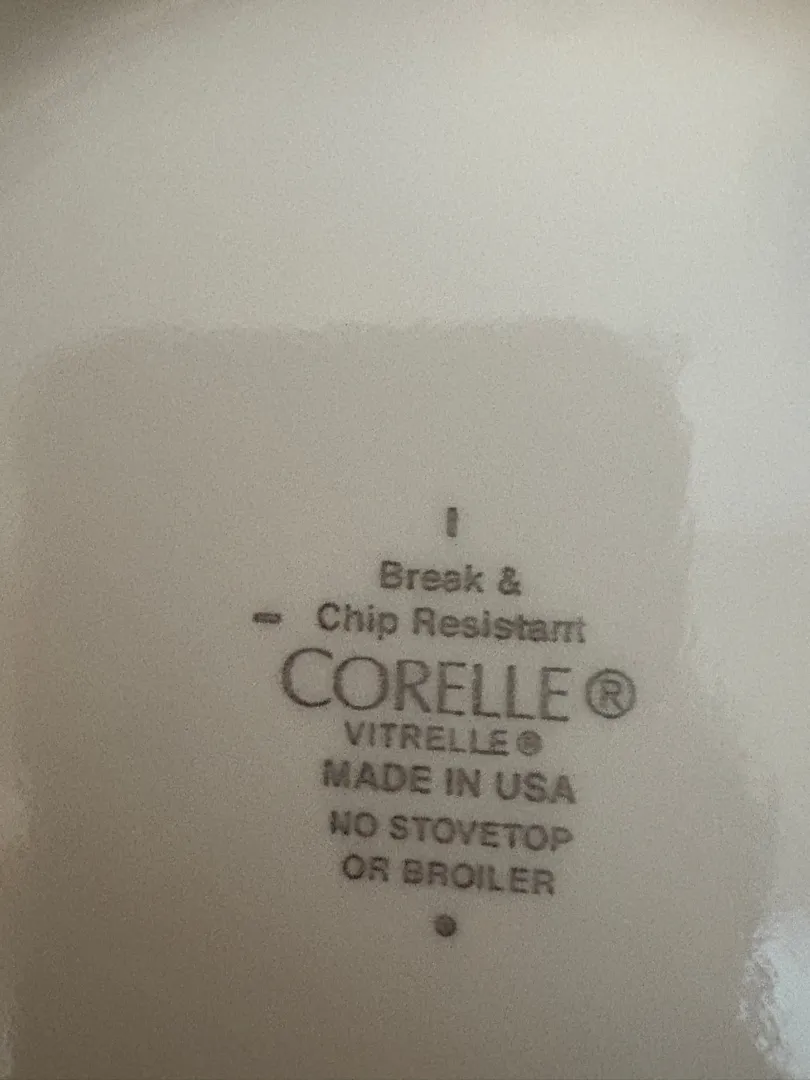 Break &
Chip Resistant
CORELLE®
VITRELLE®
MADE IN USA
NO STOVETOP
OR BROILER